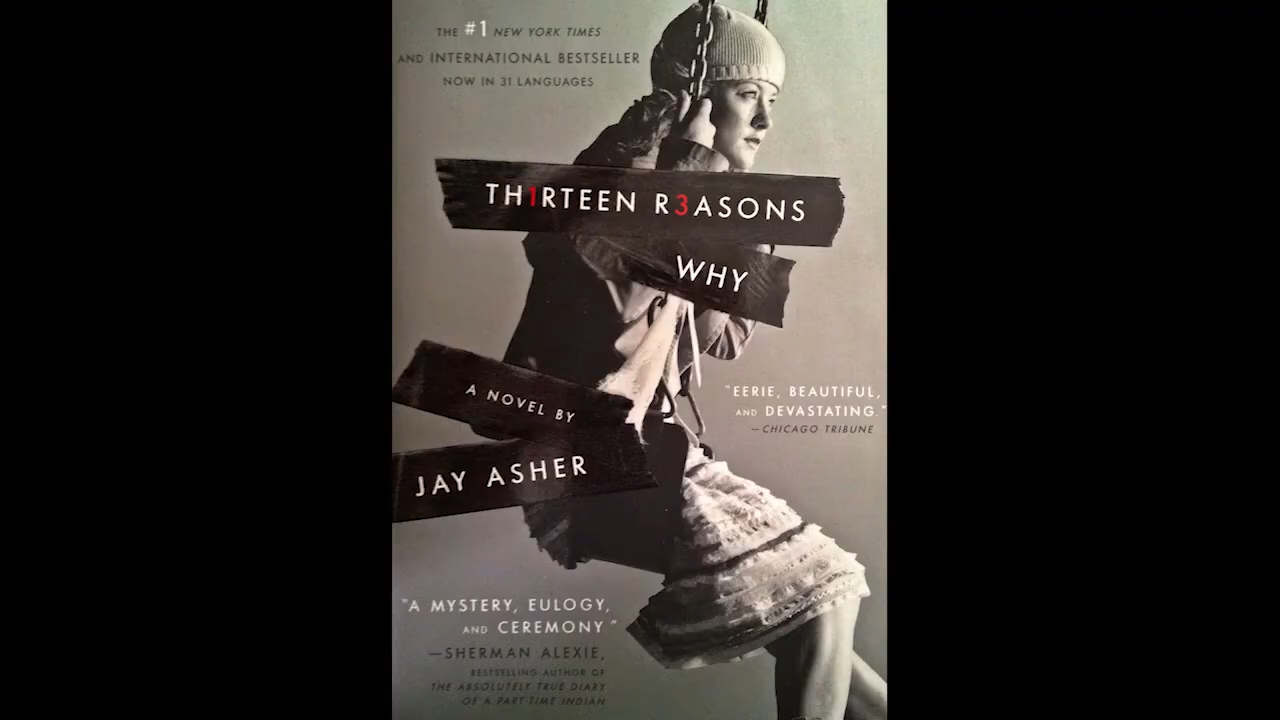 THE #1 NEW YORK TIMES
AND INTERNATIONAL BESTSELLER
NOW IN 31 LANGUAGES
TH1RTEEN R3ASONS
WHY
A NOVEL BY
JAY ASHER
"EERIE, BEAUTIFUL,
AND DEVASTATING."
—CHICAGO TRIBUNE
"A MYSTERY, EULOGY,
AND CEREMONY"
—SHERMAN ALEXIE,
BESTSELLING AUTHOR OF
THE ABSOLUTELY TRUE DIARY
OF A PART-TIME INDIAN